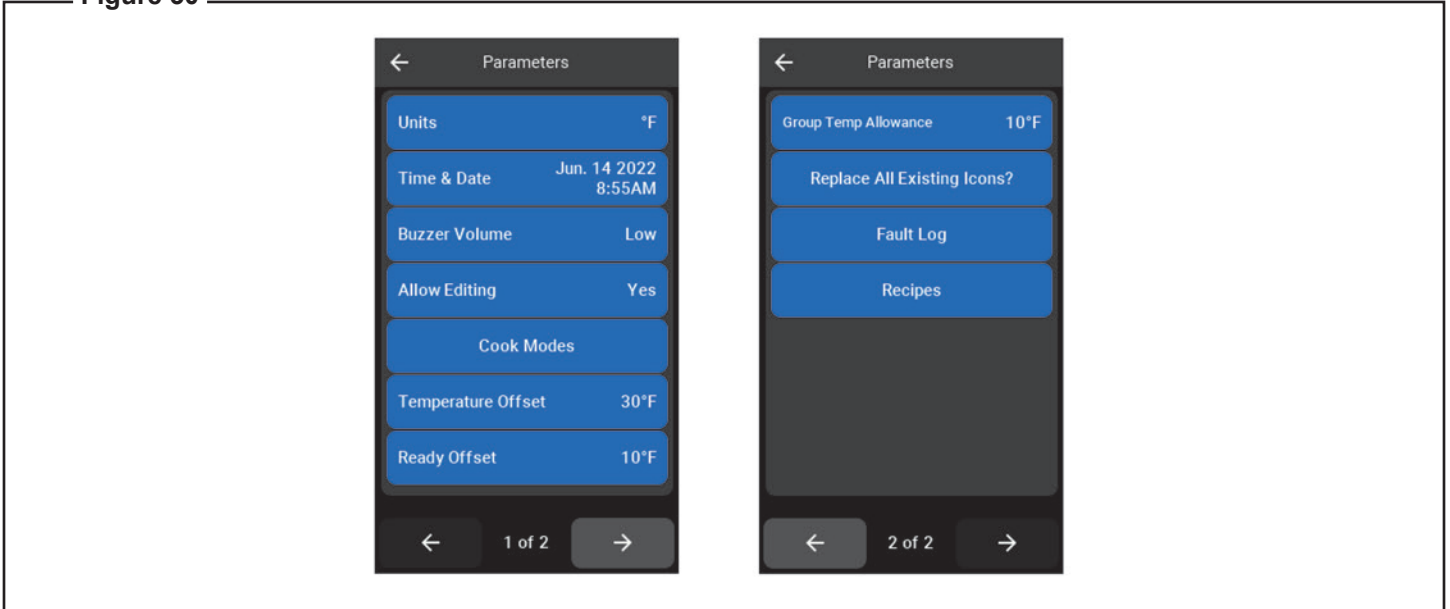 Parameters
Units °F
Time & Date Jun. 14 2022
8:55AM
Buzzer Volume Low
Allow Editing Yes
Cook Modes
Temperature Offset 30°F
Ready Offset 10°F
1 of 2
Parameters
Group Temp Allowance 10°F
Replace All Existing Icons?
Fault Log
Recipes
2 of 2